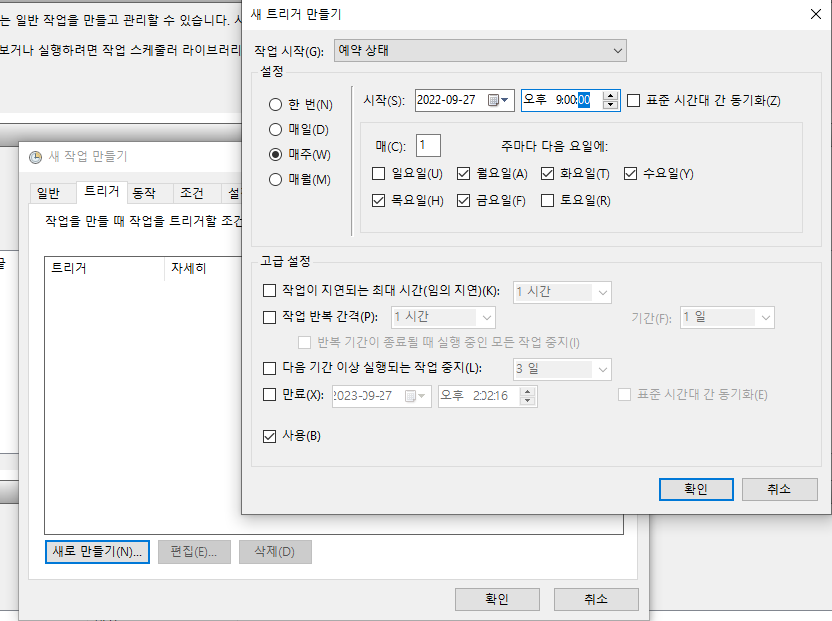 새 트리거 만들기
는 일반 작업을 만들고 관리할 수 있습니다.
보거나 실행하려면 작업 스케줄러 라이브러리
작업 시작(G): 예약 상태
설정
한 번(N)
매일(D)
매주(W)
매월(M)
시작(S): 2022-09-27 오후 9:00:00 표준 시간대 간 동기화(Z)
매(C): 1 주마다 다음 요일에:
일요일(U) 월요일(A) 화요일(T) 수요일(Y)
목요일(H) 금요일(F) 토요일(R)
고급 설정
작업이 지연되는 최대 시간(임의 지연)(K): 1 시간
작업 반복 간격(P): 1 시간 기간(F): 1 일
반복 기간이 종료될 때 실행 중인 모든 작업 중지(I)
다음 기간 이상 실행되는 작업 중지(L): 3 일
만료(X): 2023-09-27 오후 2:02:16 표준 시간대 간 동기화(E)
사용(B)
확인 취소
새 작업 만들기
일반 트리거 동작 조건
작업을 만들 때 작업을 트리거할 조건
트리거 자세히
새로 만들기(N)... 편집(E)... 삭제(D)
확인 취소